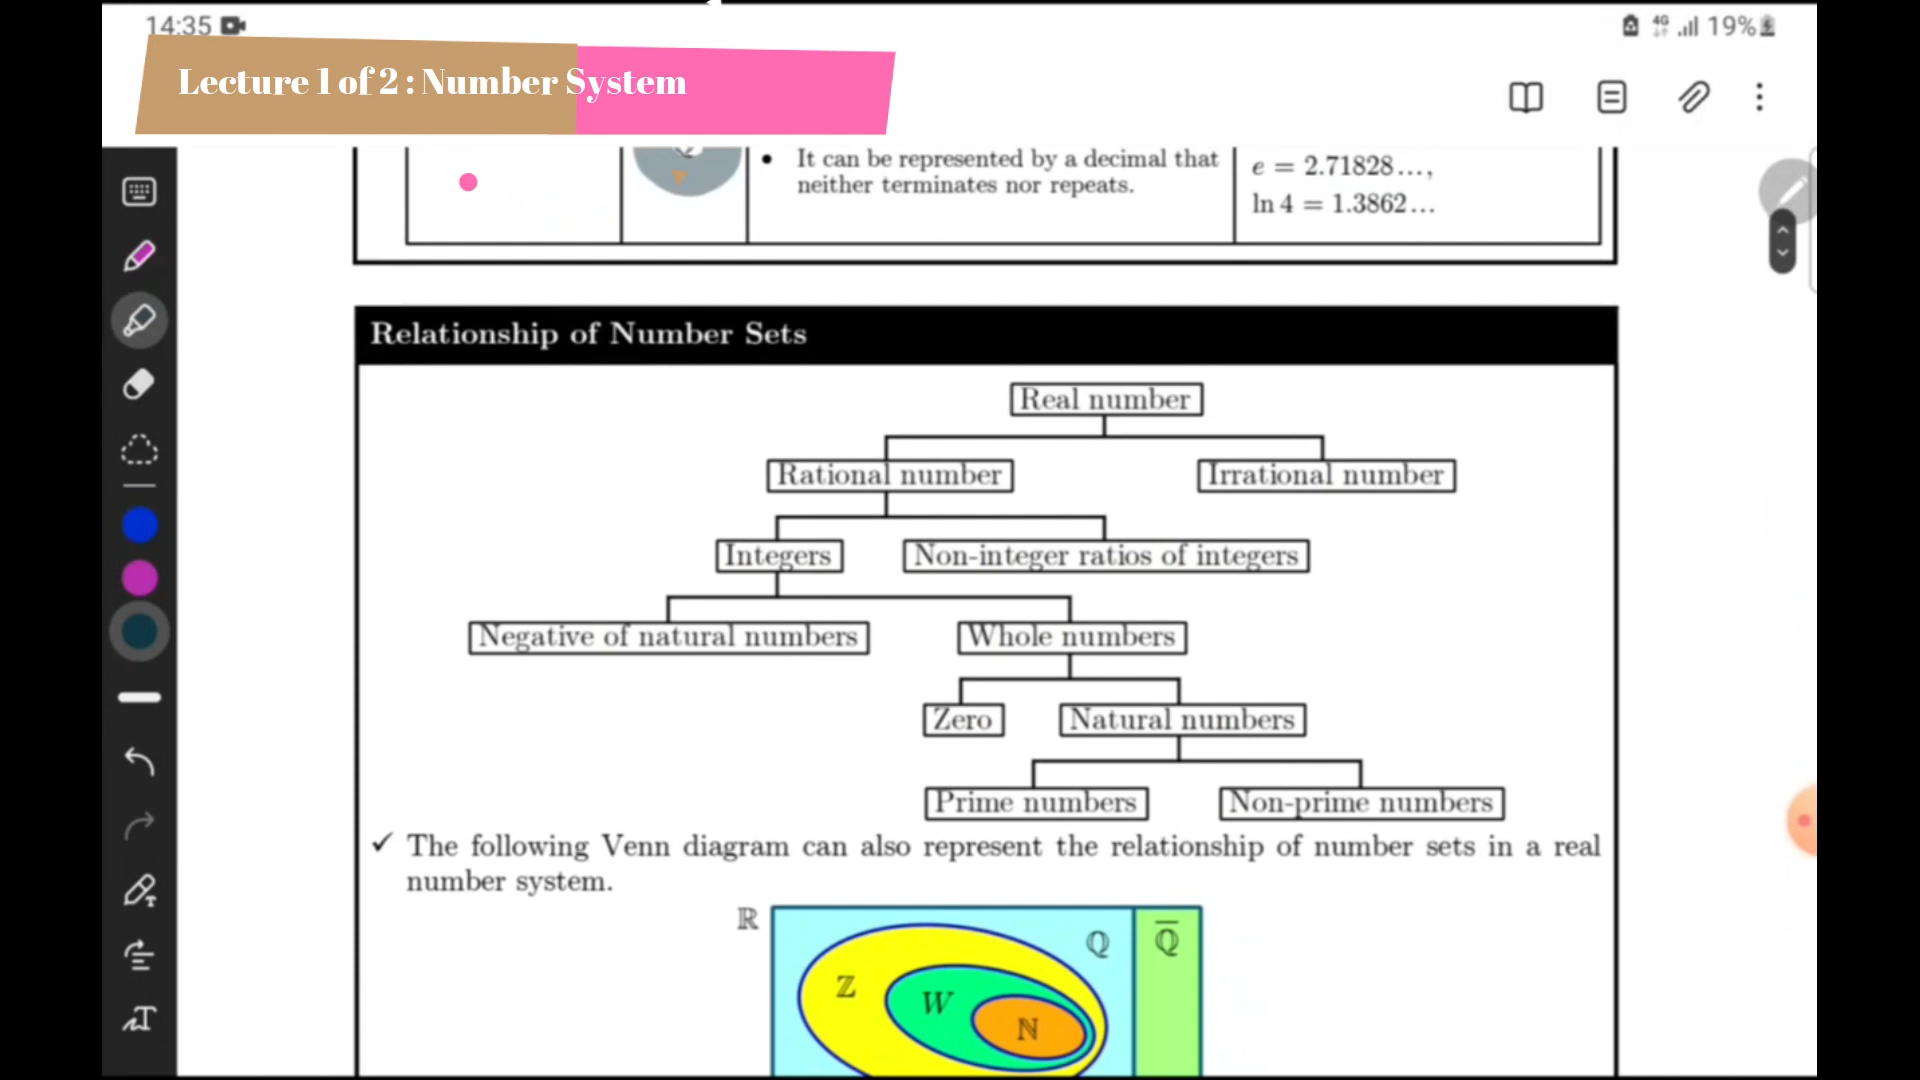 14:35
4G
19%
Lecture 1 of 2 : Number System
• It can be represented by a decimal that
neither terminates nor repeats.
e = 2.71828...,
ln 4 = 1.3862...
Relationship of Number Sets
Real number
Rational number
Irrational number
Integers
Non-integer ratios of integers
Negative of natural numbers
Whole numbers
Zero
Natural numbers
Prime numbers
Non-prime numbers
✓ The following Venn diagram can also represent the relationship of number sets in a real
number system.
ℝ
ℚ
ℚ̅
ℤ
W
ℕ